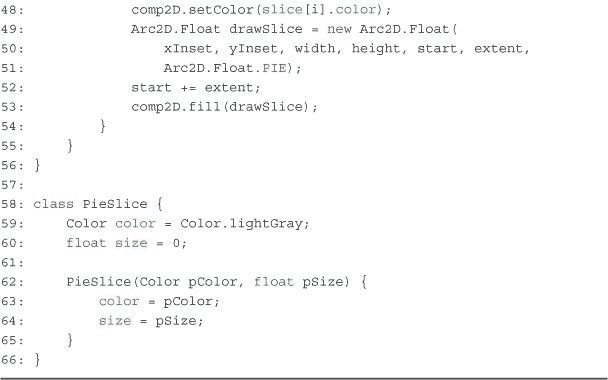 48:             comp2D.setColor(slice[i].color);
49:             Arc2D.Float drawSlice = new Arc2D.Float(
50:                 xInset, yInset, width, height, start, extent,
51:                 Arc2D.Float.PIE);
52:             start += extent;
53:             comp2D.fill(drawSlice);
54:         }
55:     }
56: }
57:
58: class PieSlice {
59:     Color color = Color.lightGray;
60:     float size = 0;
61:
62:     PieSlice(Color pColor, float pSize) {
63:         color = pColor;
64:         size = pSize;
65:     }
66: }